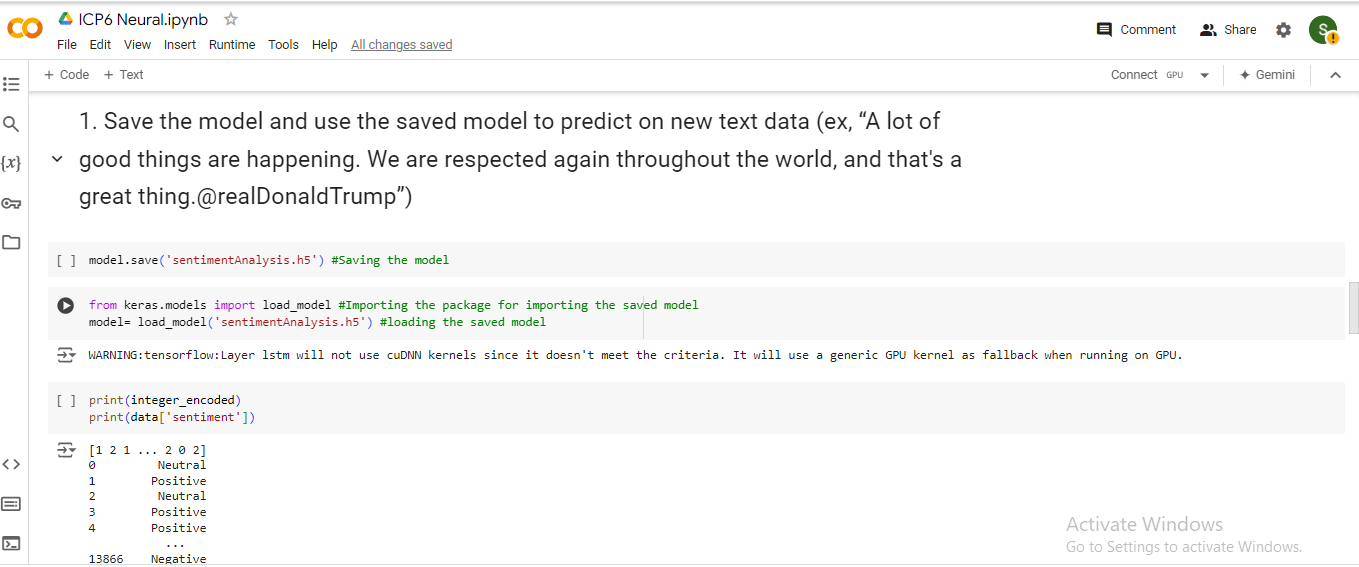 ICP6 Neural.ipynb
File Edit View Insert Runtime Tools Help All changes saved
Comment Share S
+ Code + Text
Connect GPU Gemini
{x}
1. Save the model and use the saved model to predict on new text data (ex, “A lot of
good things are happening. We are respected again throughout the world, and that's a
great thing.@realDonaldTrump”)
[ ] model.save('sentimentAnalysis.h5') #Saving the model
from keras.models import load_model #Importing the package for importing the saved model
model= load_model('sentimentAnalysis.h5') #loading the saved model
WARNING:tensorflow:Layer lstm will not use cuDNN kernels since it doesn't meet the criteria. It will use a generic GPU kernel as fallback when running on GPU.
[ ] print(integer_encoded)
print(data['sentiment'])
[1 2 1 ... 2 0 2]
0 Neutral
1 Positive
2 Neutral
3 Positive
4 Positive
...
13866 Negative
Activate Windows
Go to Settings to activate Windows.